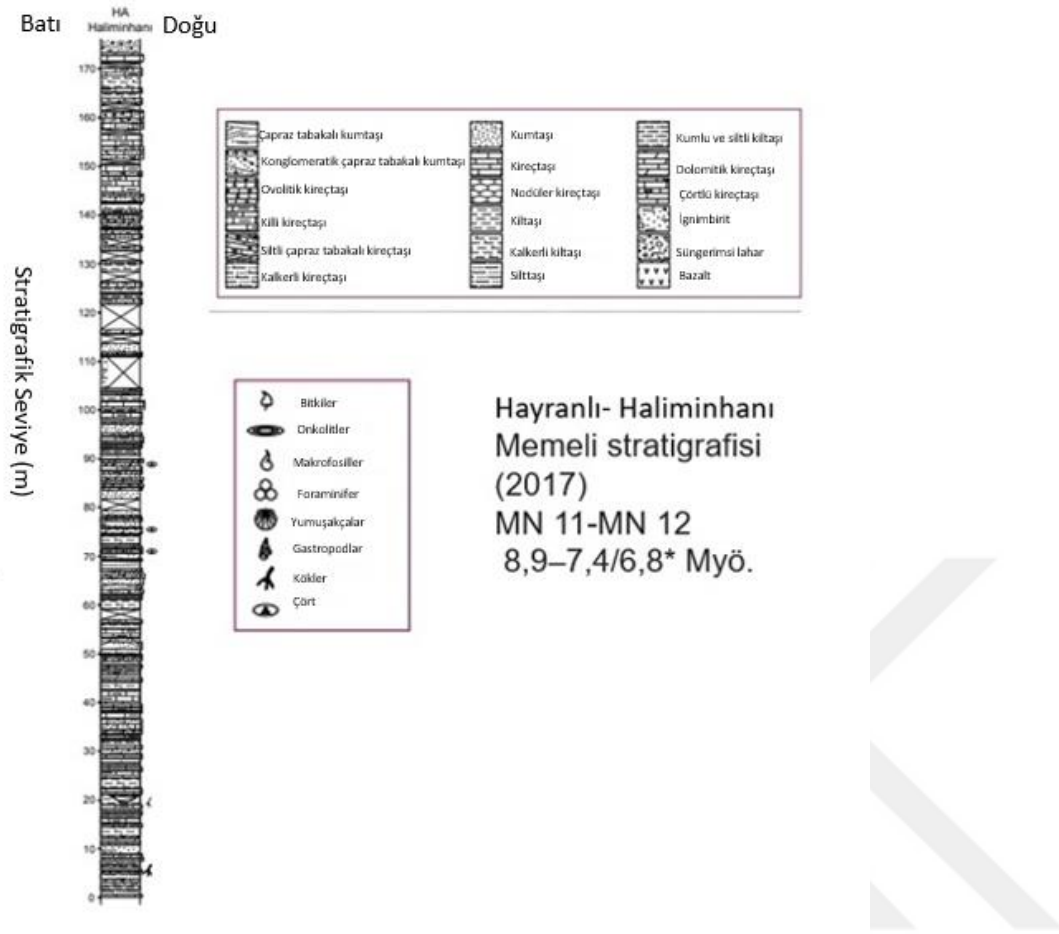 Batı
HA
Haliminhanı
Doğu
Stratigrafik Seviye (m)
170
160
150
140
130
120
110
100
90
80
70
60
50
40
30
20
10
0
Çapraz tabakalı kumtaşı
Konglomeratik çapraz tabakalı kumtaşı
Ovolitik kireçtaşı
Killi kireçtaşı
Siltli çapraz tabakalı kireçtaşı
Kalkerli kireçtaşı
Kumtaşı
Kireçtaşı
Nodüler kireçtaşı
Kiltaşı
Kalkerli kiltaşı
Silttaşı
Kumlu ve siltli kiltaşı
Dolomitik kireçtaşı
Çörtlü kireçtaşı
İgnimbirit
Süngerimsi lahar
Bazalt
Bitkiler
Onkolitler
Makrofosiller
Foraminifer
Yumuşakçalar
Gastropodlar
Kökler
Çört
Hayranlı- Haliminhanı
Memeli stratigrafisi
(2017)
MN 11-MN 12
8,9–7,4/6,8* Myö.